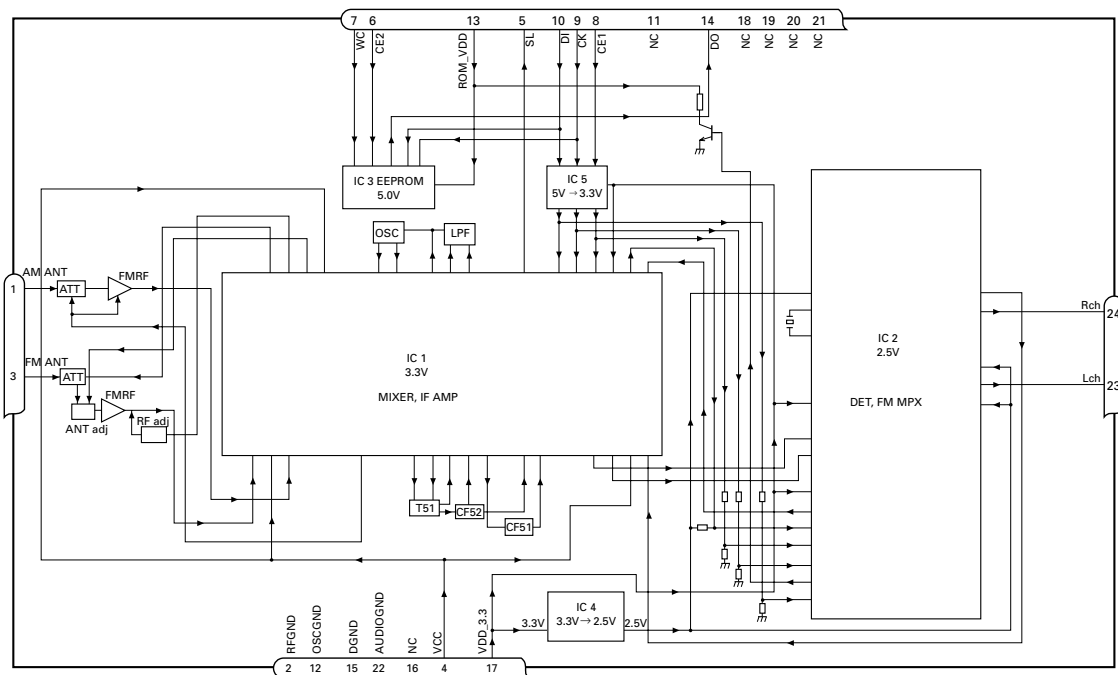 7 6 13 5 10 9 8 11 14 18 19 20 21
WC
CE2
ROM_VDD
SL
DI
CK
CE1
NC
DO
NC
NC
NC
NC
IC 3 EEPROM
5.0V
IC 5
5V → 3.3V
OSC
LPF
AM ANT
1
ATT
FMRF
FM ANT
3
ATT
FMRF
ANT adj
RF adj
IC 1
3.3V
MIXER, IF AMP
IC 2
2.5V
DET, FM MPX
Rch
24
Lch
23
T51
CF52
CF51
IC 4
3.3V → 2.5V
3.3V
2.5V
RFGND
OSCGND
DGND
AUDIOGND
NC
VCC
VDD_3.3
2 12 15 22 16 4 17